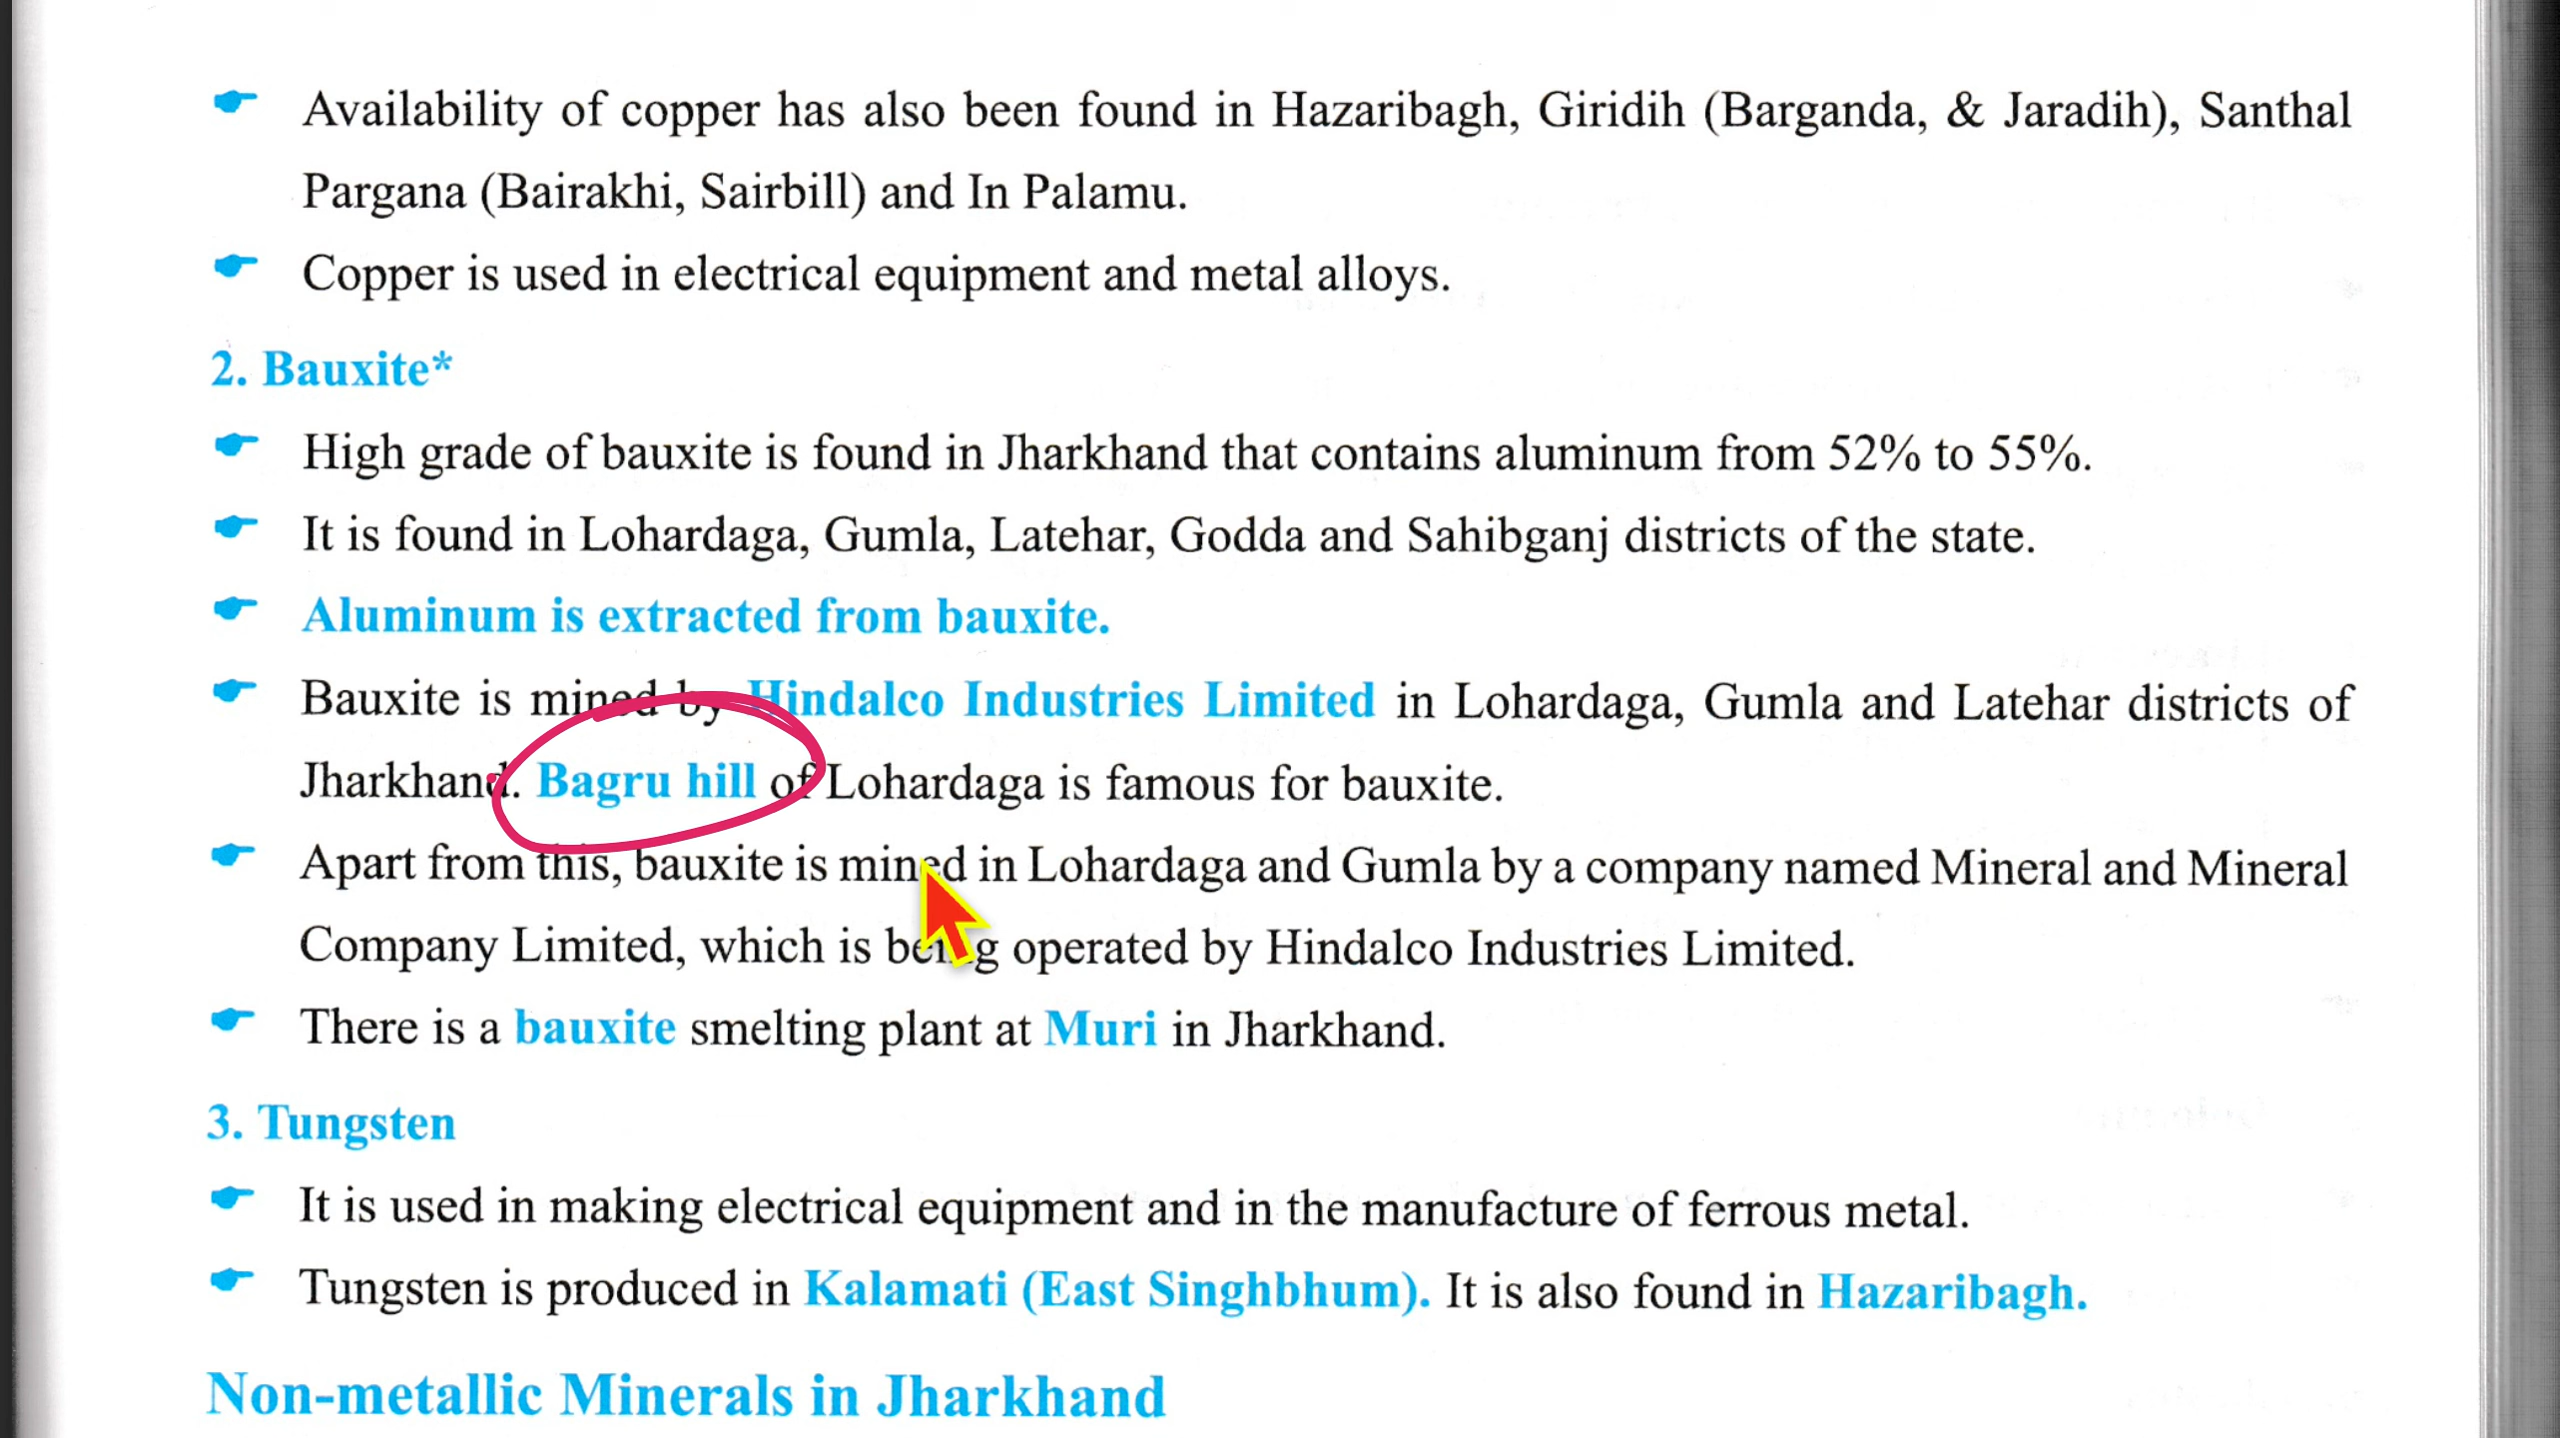 Availability of copper has also been found in Hazaribagh, Giridih (Barganda, & Jaradih), Santhal
Pargana (Bairakhi, Sairbill) and In Palamu.
Copper is used in electrical equipment and metal alloys.
2. Bauxite*
High grade of bauxite is found in Jharkhand that contains aluminum from 52% to 55%.
It is found in Lohardaga, Gumla, Latehar, Godda and Sahibganj districts of the state.
Aluminum is extracted from bauxite.
Bauxite is mined by Hindalco Industries Limited in Lohardaga, Gumla and Latehar districts of
Jharkhand. Bagru hill of Lohardaga is famous for bauxite.
Apart from this, bauxite is mined in Lohardaga and Gumla by a company named Mineral and Mineral
Company Limited, which is being operated by Hindalco Industries Limited.
There is a bauxite smelting plant at Muri in Jharkhand.
3. Tungsten
It is used in making electrical equipment and in the manufacture of ferrous metal.
Tungsten is produced in Kalamati (East Singhbhum). It is also found in Hazaribagh.
Non-metallic Minerals in Jharkhand